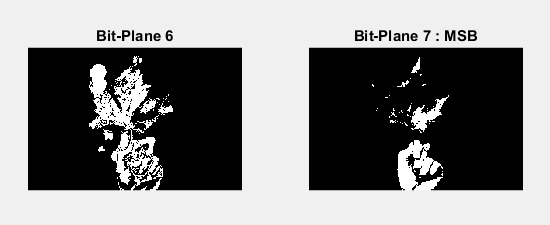 Bit-Plane 6
Bit-Plane 7 : MSB